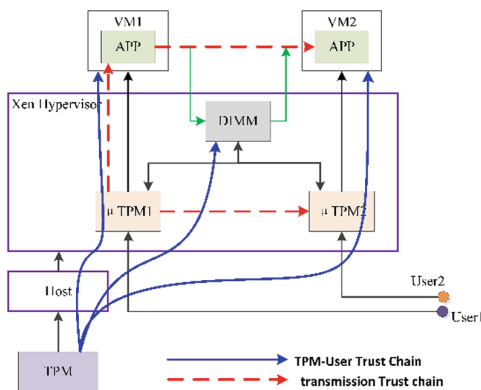 VM1
VM2
APP
APP
Xen Hypervisor
DIMM
μ TPM1
μ TPM2
Host
User2
User1
TPM
TPM-User Trust Chain
transmission Trust chain